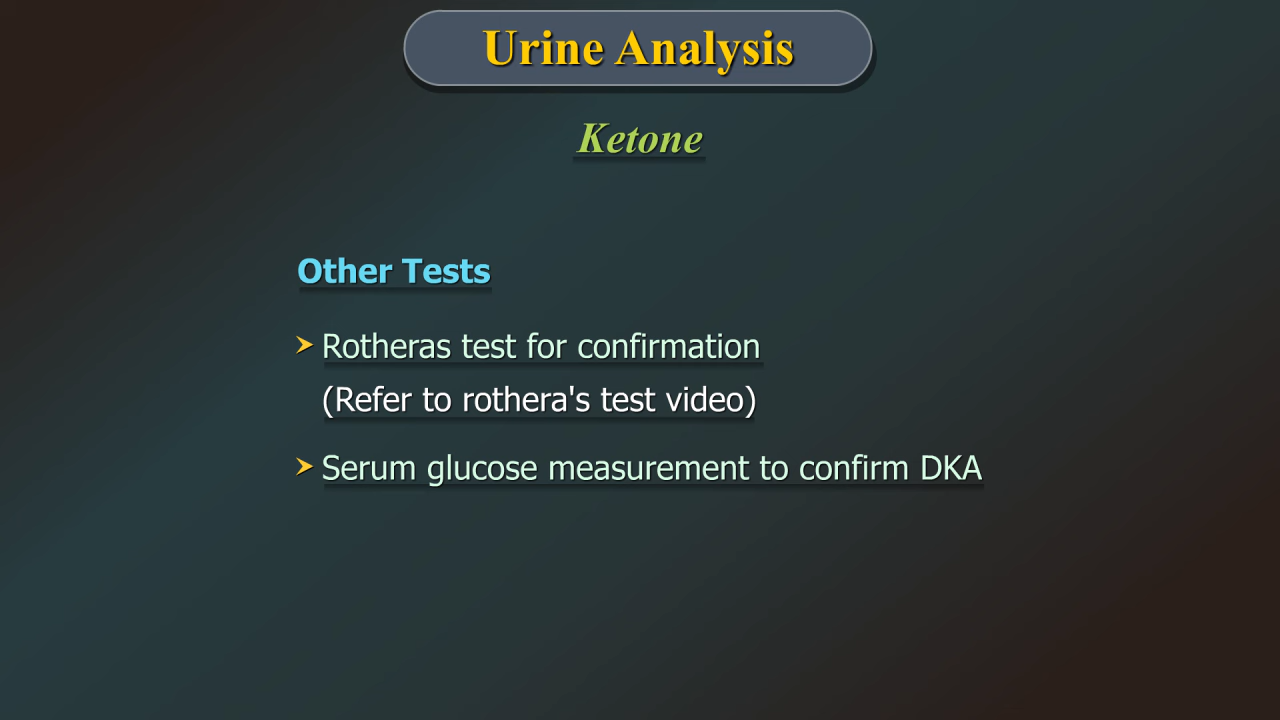 Urine Analysis
Ketone
Other Tests
Rotheras test for confirmation
(Refer to rothera's test video)
Serum glucose measurement to confirm DKA